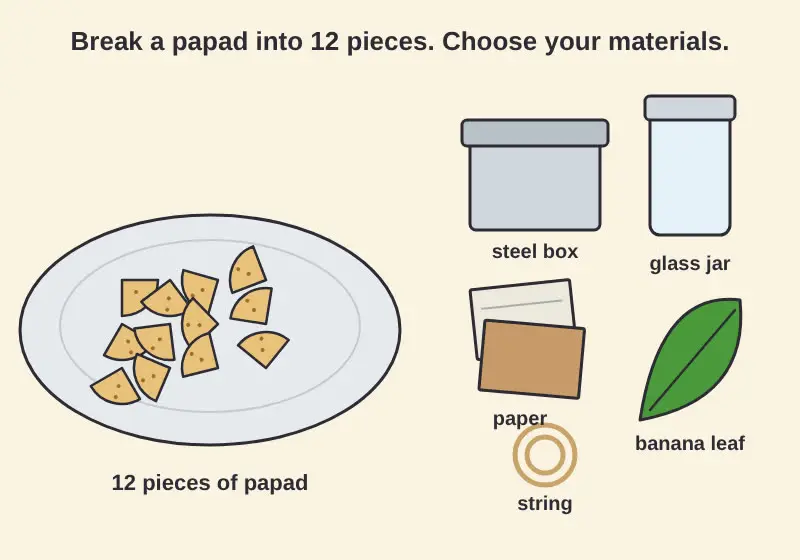 Break a papad into 12 pieces. Choose your materials.
steel box
glass jar
paper
banana leaf
12 pieces of papad
string